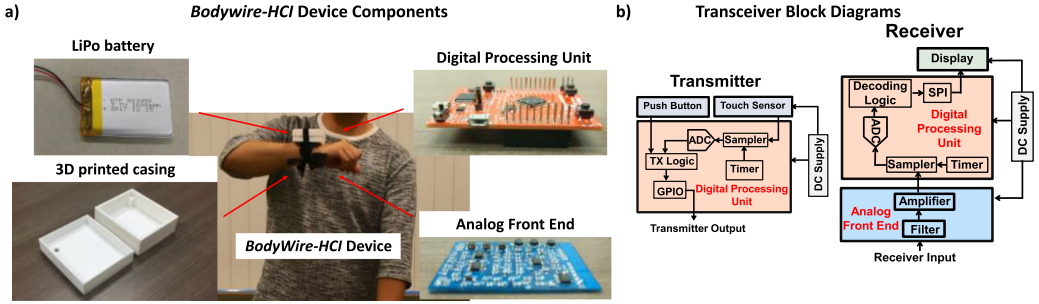 a)
Bodywire-HCI Device Components
LiPo battery
3D printed casing
Digital Processing Unit
Analog Front End
BodyWire-HCI Device
b)
Transceiver Block Diagrams
Transmitter
Push Button
Touch Sensor
ADC
Sampler
TX Logic
Timer
GPIO
Digital Processing
Unit
DC Supply
Transmitter Output
Receiver
Display
Decoding
Logic
SPI
ADC
Digital
Processing
Unit
Sampler
Timer
DC Supply
Amplifier
Analog
Front End
Filter
Receiver Input